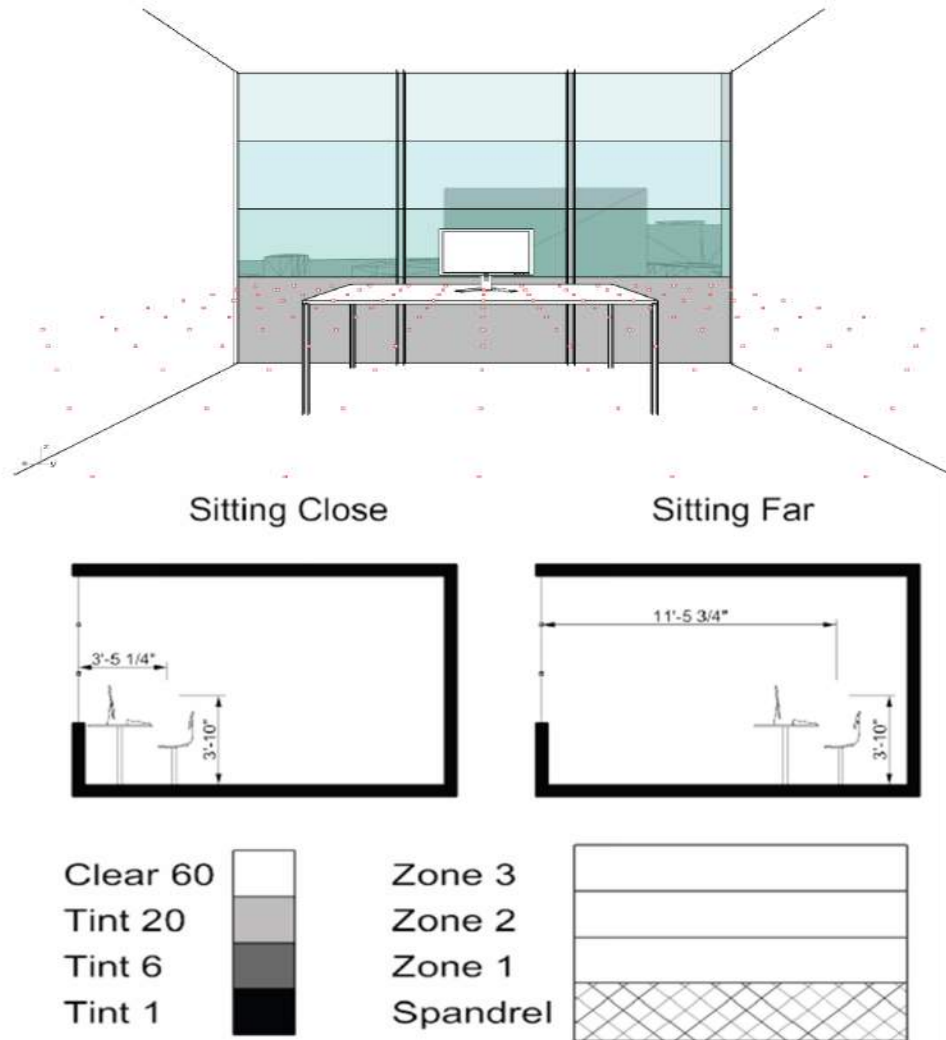 Sitting Close
Sitting Far
3'-5 1/4"
3'-10"
11'-5 3/4"
3'-10"
Clear 60
Tint 20
Tint 6
Tint 1
Zone 3
Zone 2
Zone 1
Spandrel